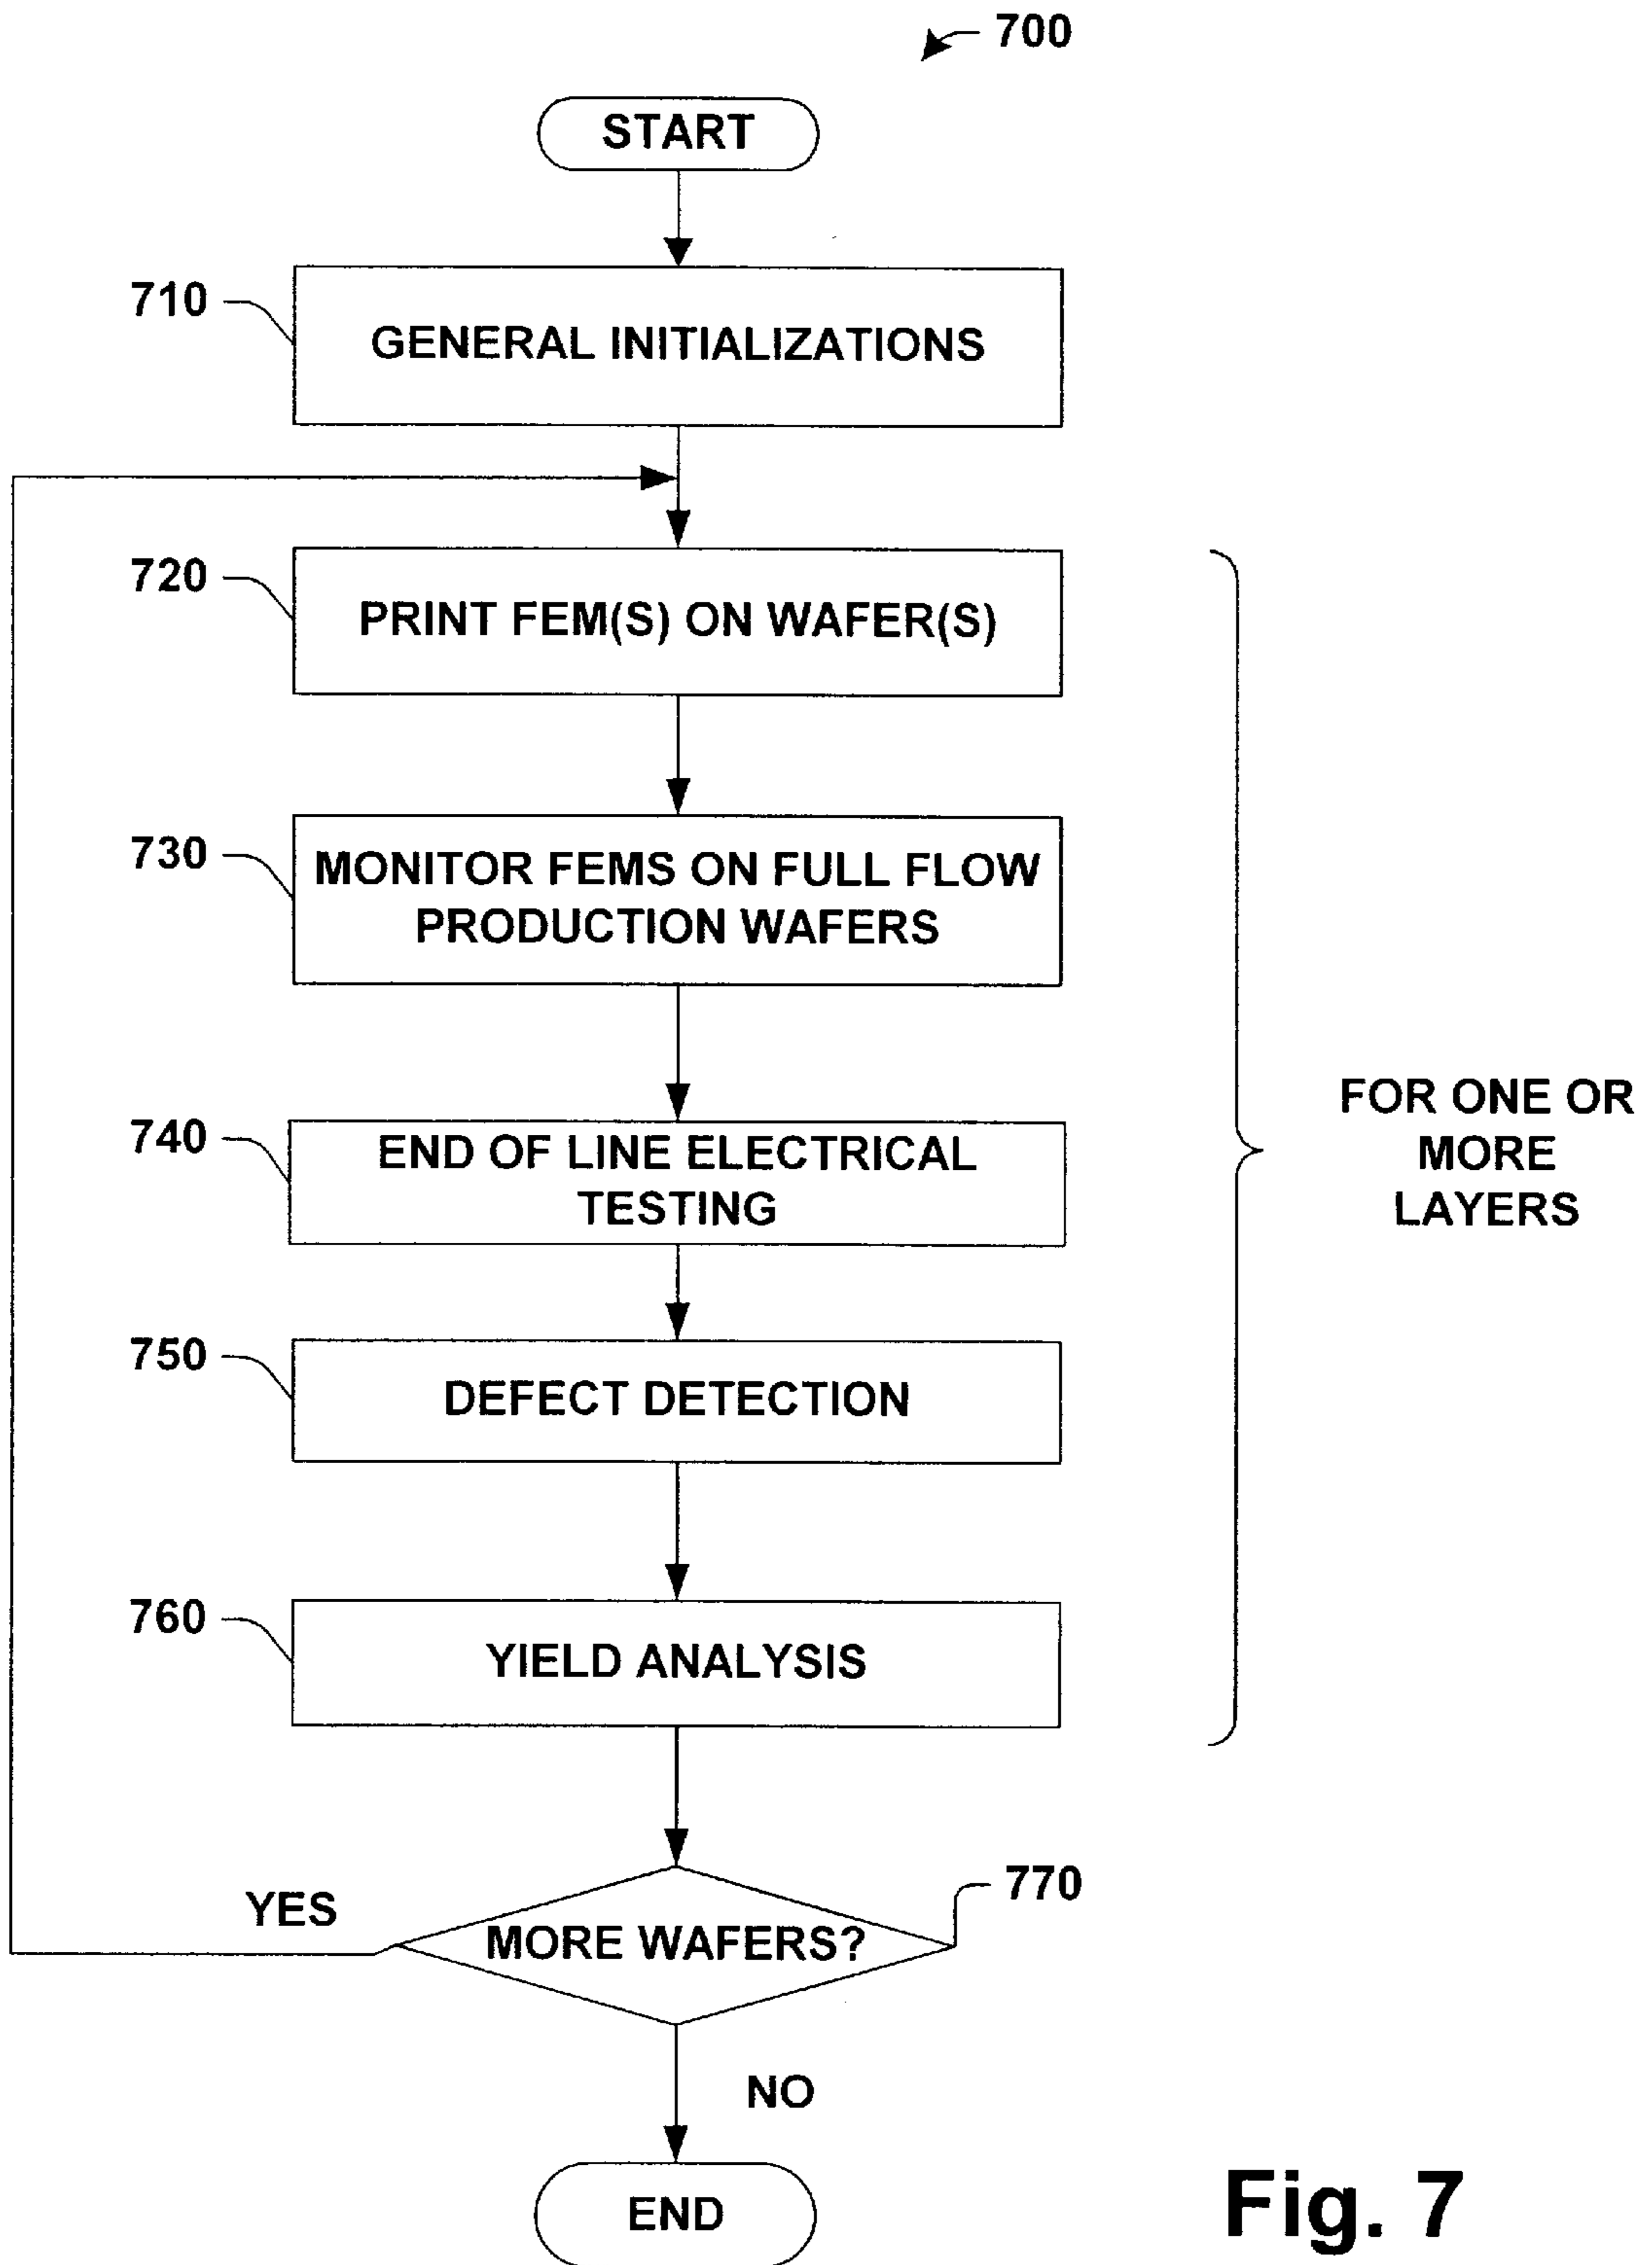 700
START
710
GENERAL INITIALIZATIONS
720
PRINT FEM(S) ON WAFER(S)
730
MONITOR FEMS ON FULL FLOW
PRODUCTION WAFERS
740
END OF LINE ELECTRICAL
TESTING
FOR ONE OR
MORE
LAYERS
750
DEFECT DETECTION
760
YIELD ANALYSIS
770
YES
MORE WAFERS?
NO
END
Fig. 7